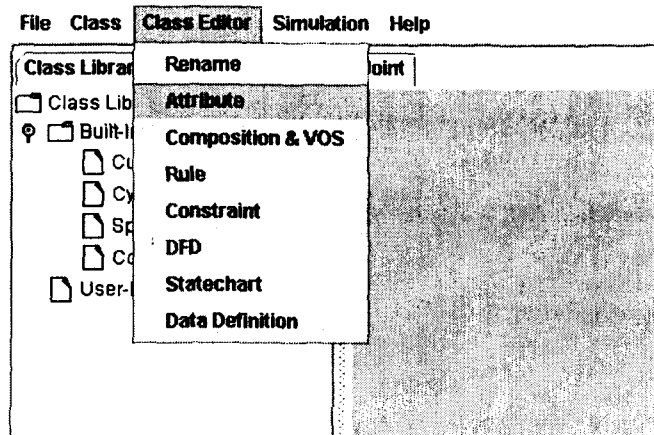 File Class Class Editor Simulation Help
Class Librar
oint
Rename
Class Lib
Attribute
Built-I
Composition & VOS
Cu
Rule
Cy
Constraint
Sp
DFD
Co
Statechart
User-
Data Definition